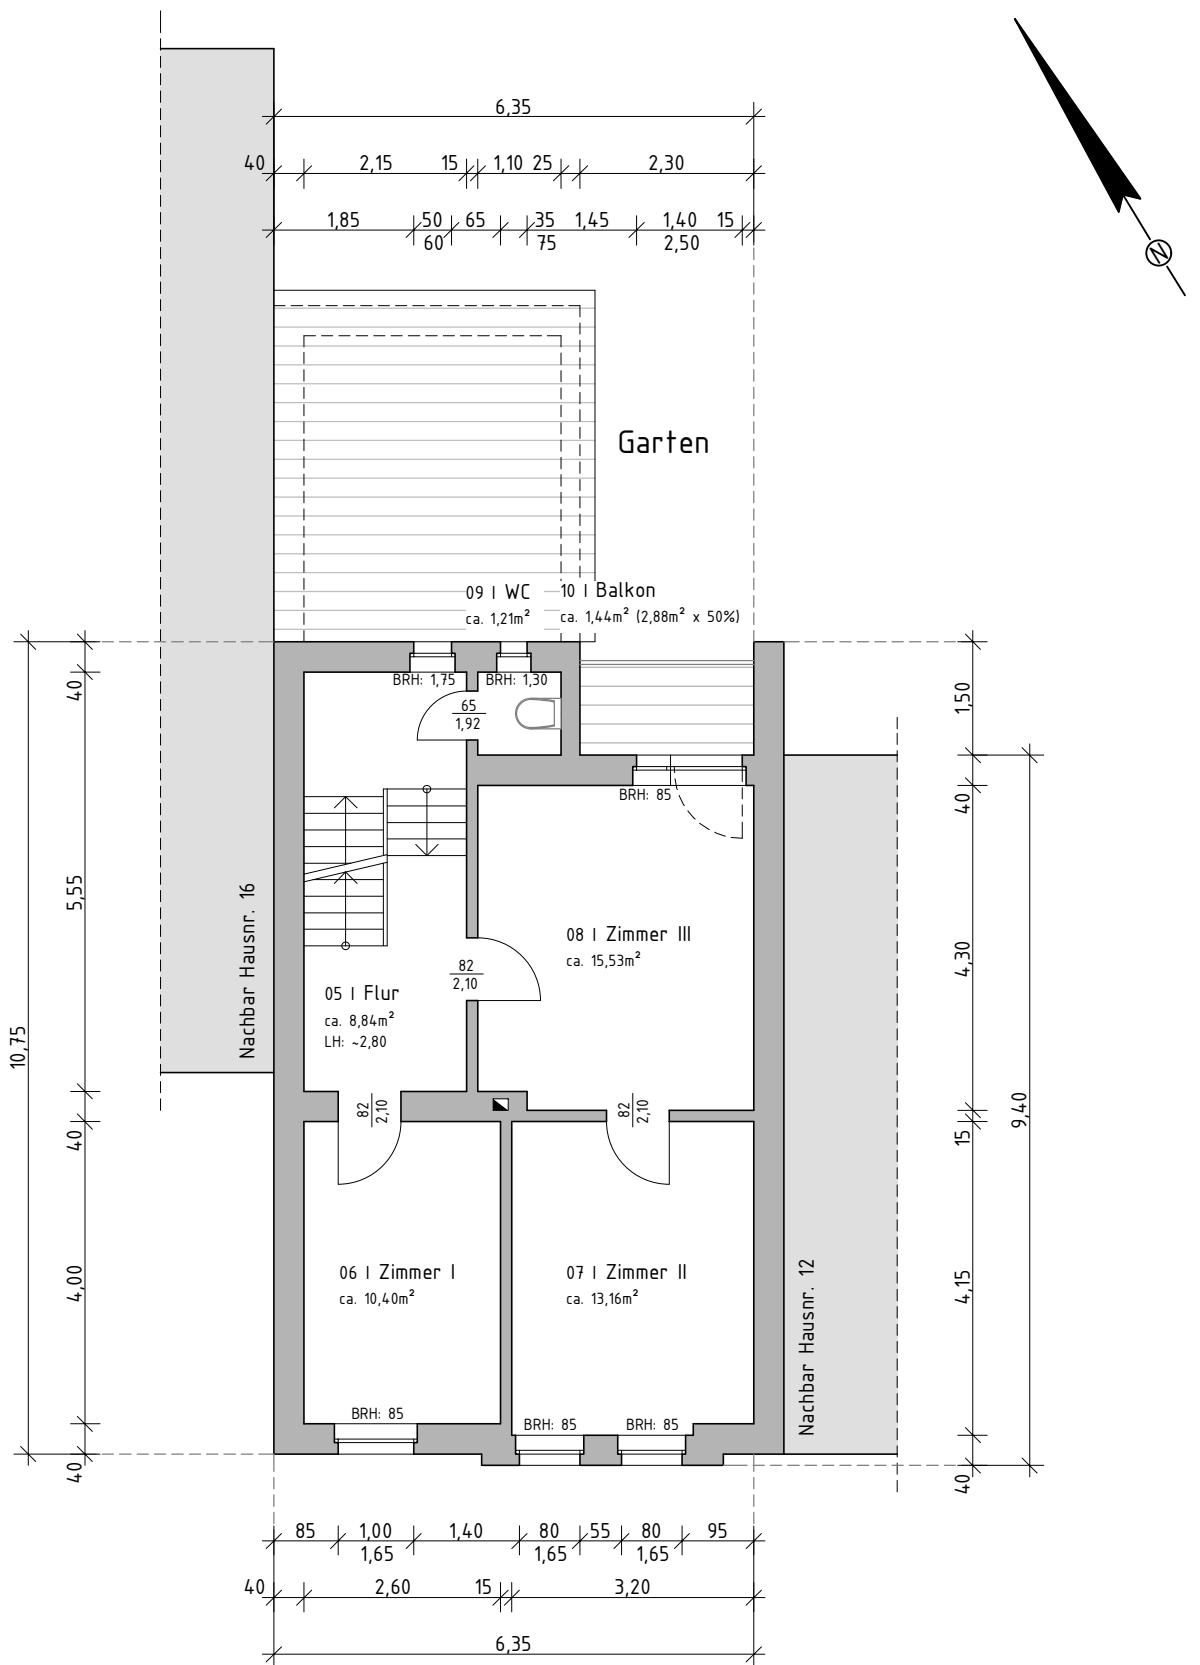 6,35
40 2,15 15 1,10 25 2,30
1,85 50 65 35 1,45 1,40 15
60 75 2,50
N
Garten
09 | WC
ca. 1,21m²
10 | Balkon
ca. 1,44m² (2,88m² x 50%)
BRH: 1,75
BRH: 1,30
65
1,92
BRH: 85
40
5,55
40
4,00
40
10,75
Nachbar Hausnr. 16
08 | Zimmer III
ca. 15,53m²
82
2,10
05 | Flur
ca. 8,84m²
LH: ~2,80
82
2,10
82
2,10
06 | Zimmer I
ca. 10,40m²
07 | Zimmer II
ca. 13,16m²
BRH: 85
BRH: 85
BRH: 85
Nachbar Hausnr. 12
1,50
40
4,30
15
4,15
40
9,40
85 1,00 1,40 80 55 80 95
1,65 1,65 1,65
40 2,60 15 3,20
6,35